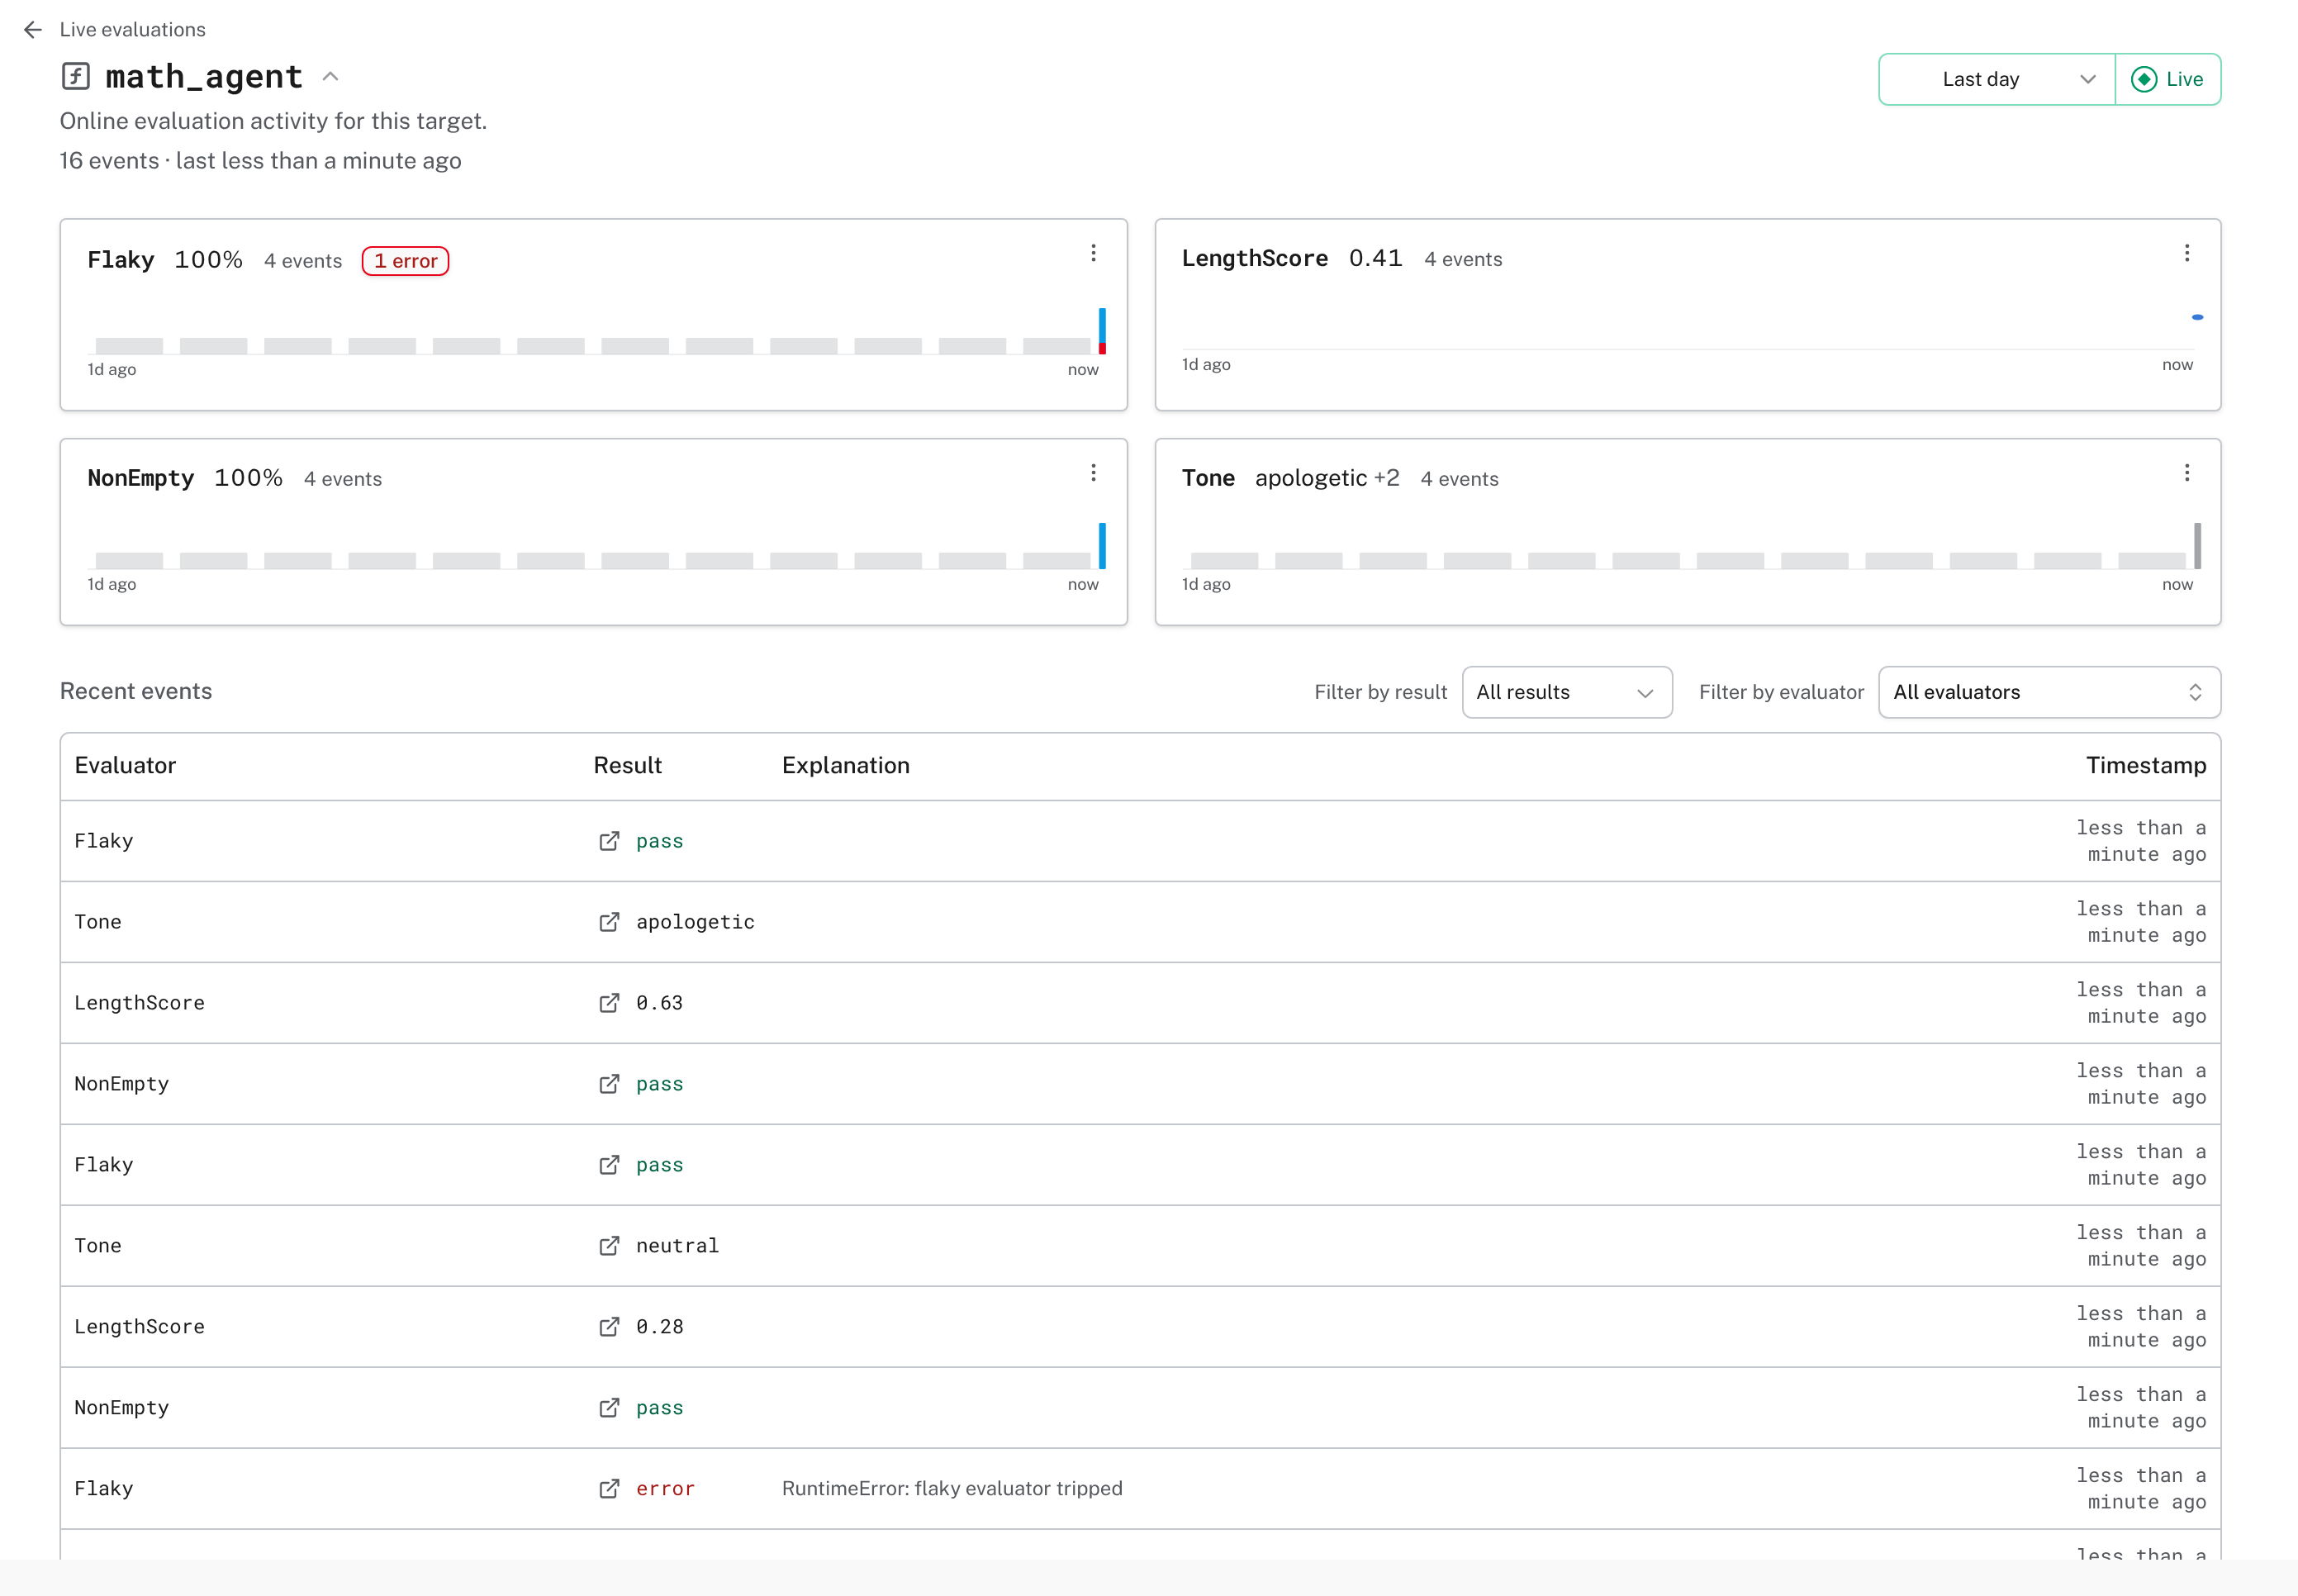 Live evaluations
math_agent
Last day
Live
Online evaluation activity for this target.
16 events · last less than a minute ago
Flaky 100% 4 events 1 error
1d ago now
LengthScore 0.41 4 events
1d ago now
NonEmpty 100% 4 events
1d ago now
Tone apologetic +2 4 events
1d ago now
Recent events
Filter by result All results Filter by evaluator All evaluators
Evaluator Result Explanation Timestamp
Flaky pass less than a
minute ago
Tone apologetic less than a
minute ago
LengthScore 0.63 less than a
minute ago
NonEmpty pass less than a
minute ago
Flaky pass less than a
minute ago
Tone neutral less than a
minute ago
LengthScore 0.28 less than a
minute ago
NonEmpty pass less than a
minute ago
Flaky error RuntimeError: flaky evaluator tripped less than a
minute ago
less than a